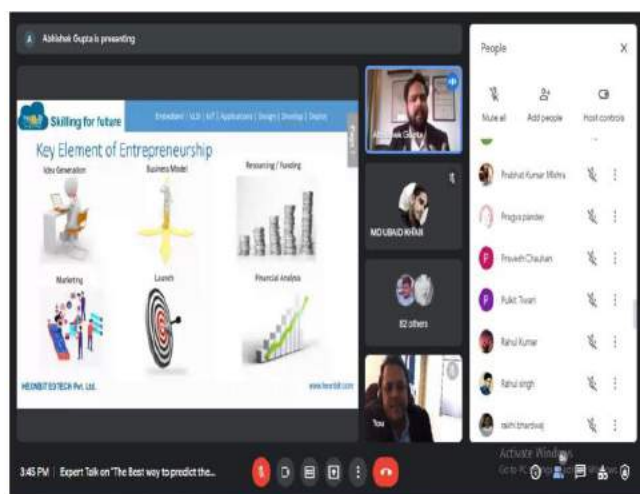 A Abhishek Gupta is presenting
Skilling for future
Embedded | VLSI | IoT | Applications | Design | Develop | Deploy
Key Element of Entrepreneurship
Idea Generation
Business Model
Resourcing / Funding
Marketing
Launch
Financial Analysis
HEXNBIT EDTECH Pvt. Ltd.
www.hexnbit.com
Abhishek Gupta
MD UBAID KHAN
82 others
You
People
Mute all
Add people
Host controls
Prabhat Kumar Mishra
Pragya pandey
P Pravesh Chauhan
P Pulkit Tiwari
Rahul Kumar
Rahul singh
rakhi bhardwaj
Activate Windows
3:45 PM | Expert Talk on "The Best way to predict the...